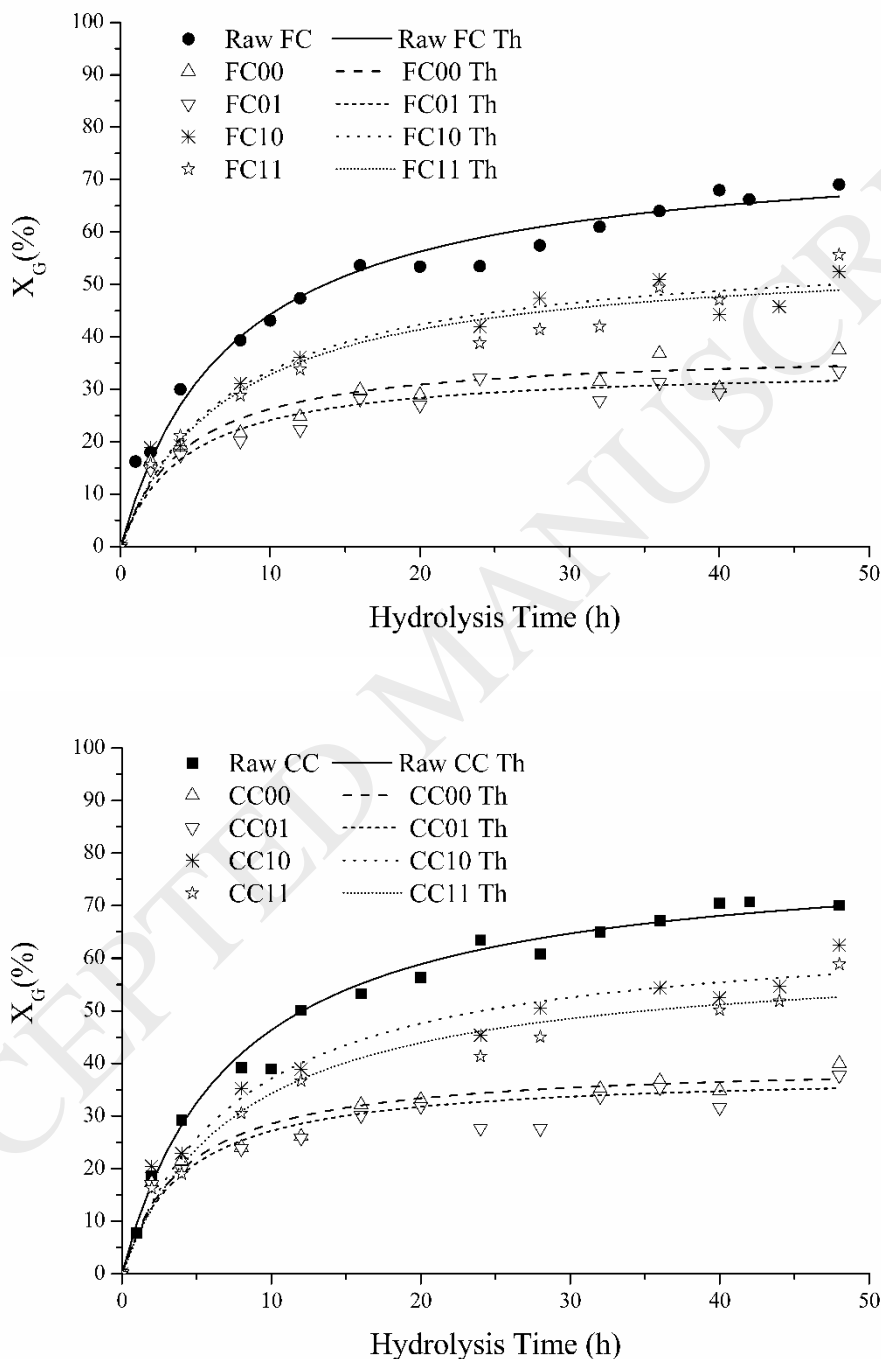 100
90
80
70
60
50
40
30
20
10
0
X_G(%)
Raw FC Raw FC Th
FC00 FC00 Th
FC01 FC01 Th
FC10 FC10 Th
FC11 FC11 Th
0 10 20 30 40 50
Hydrolysis Time (h)
100
90
80
70
60
50
40
30
20
10
0
X_G(%)
Raw CC Raw CC Th
CC00 CC00 Th
CC01 CC01 Th
CC10 CC10 Th
CC11 CC11 Th
0 10 20 30 40 50
Hydrolysis Time (h)
CEPTED MANUSCR